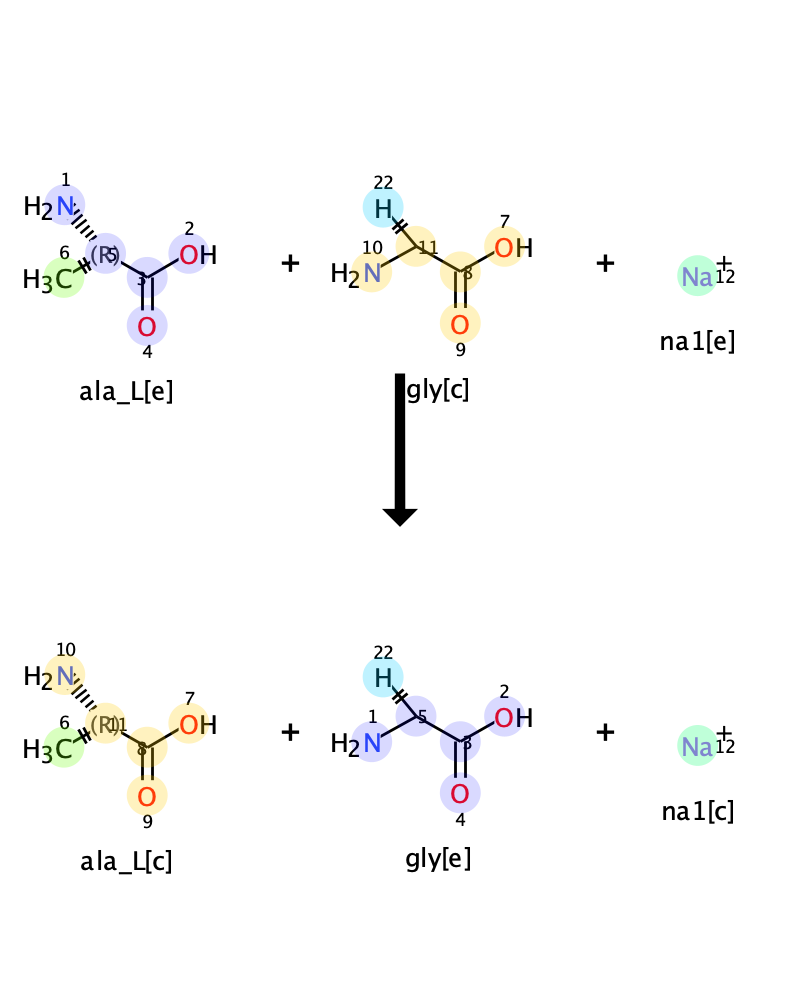 1
H2N
6
H3C
(R)
5
3
2
OH
O
4
ala_L[e]
+
22
H
10
H2N
11
8
7
OH
O
9
gly[c]
+
Na+
12
na1[e]
10
H2N
6
H3C
(R)
11
8
7
OH
O
9
ala_L[c]
+
22
H
1
H2N
5
3
2
OH
O
4
gly[e]
+
Na+
12
na1[c]